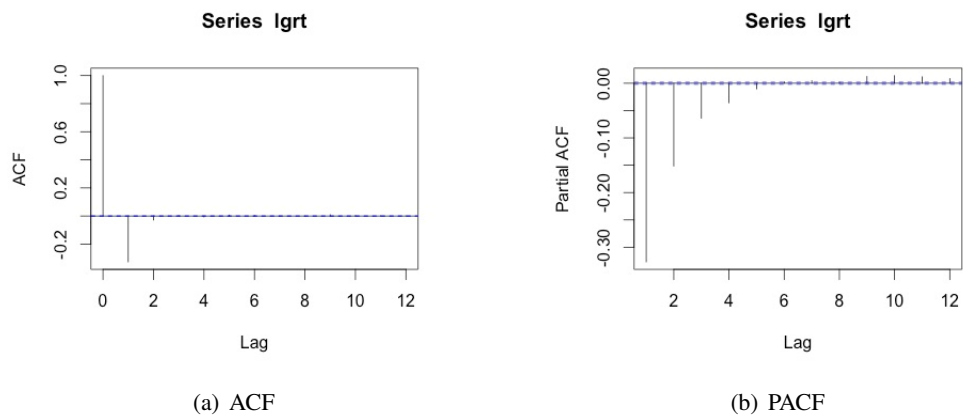 Series lgrt
ACF
1.0
0.6
0.2
-0.2
0 2 4 6 8 10 12
Lag
(a) ACF
Series lgrt
Partial ACF
0.00
-0.10
-0.20
-0.30
2 4 6 8 10 12
Lag
(b) PACF